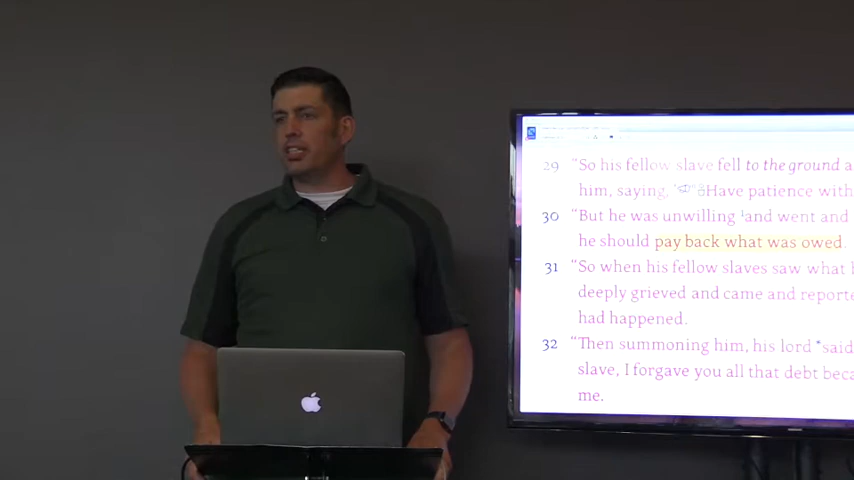 29 "So his fellow slave fell to the ground a
him, saying, 'Have patience with
30 "But he was unwilling and went and
he should pay back what was owed.
31 "So when his fellow slaves saw what h
deeply grieved and came and reporte
had happened.
32 "Then summoning him, his lord *said
slave, I forgave you all that debt beca
me.